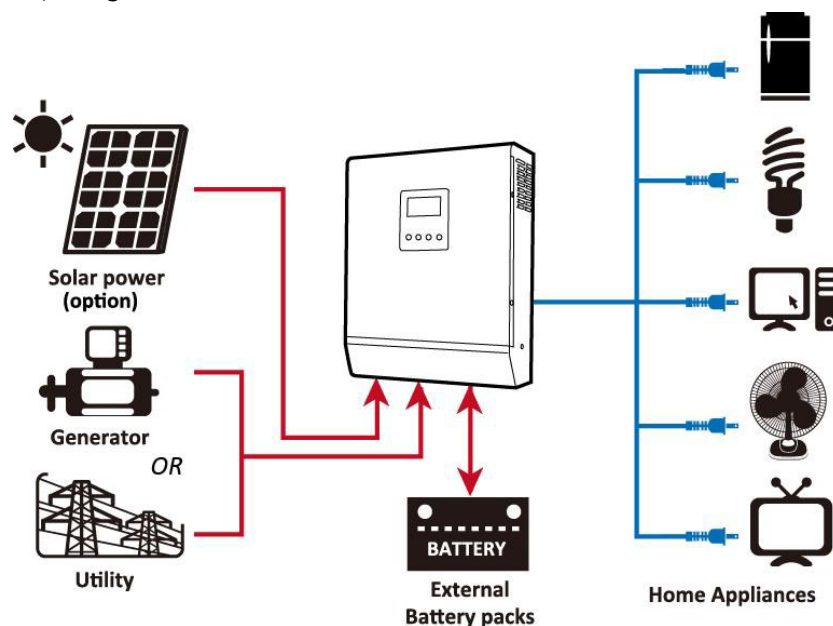 Solar power
(option)
Generator
OR
Utility
BATTERY
External
Battery packs
Home Appliances